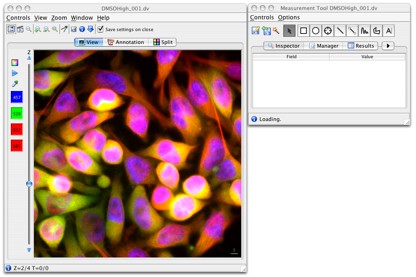 DMSOHigh_001.dv
Controls View Zoom Window Help
Save settings on close
View Annotation Split
Z
457
Z=2/4 T=0/0
Measurement Tool DMSOHigh_001.dv
Controls Options
A
Inspector Manager Results
Field Value
Loading.